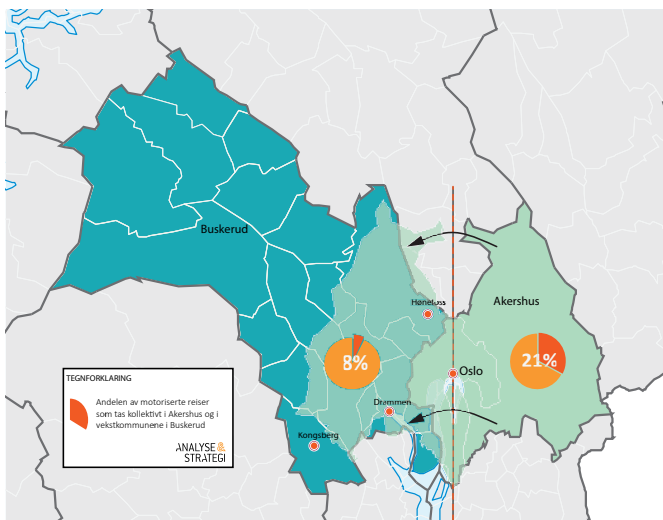 Buskerud
Hønefoss
Akershus
8%
21%
Oslo
Drammen
Kongsberg
TEGNFORKLARING
Andelen av motoriserte reiser
som tas kollektivt i Akershus og i
vekstkommunene i Buskerud
ANALYSE &
STRATEGI